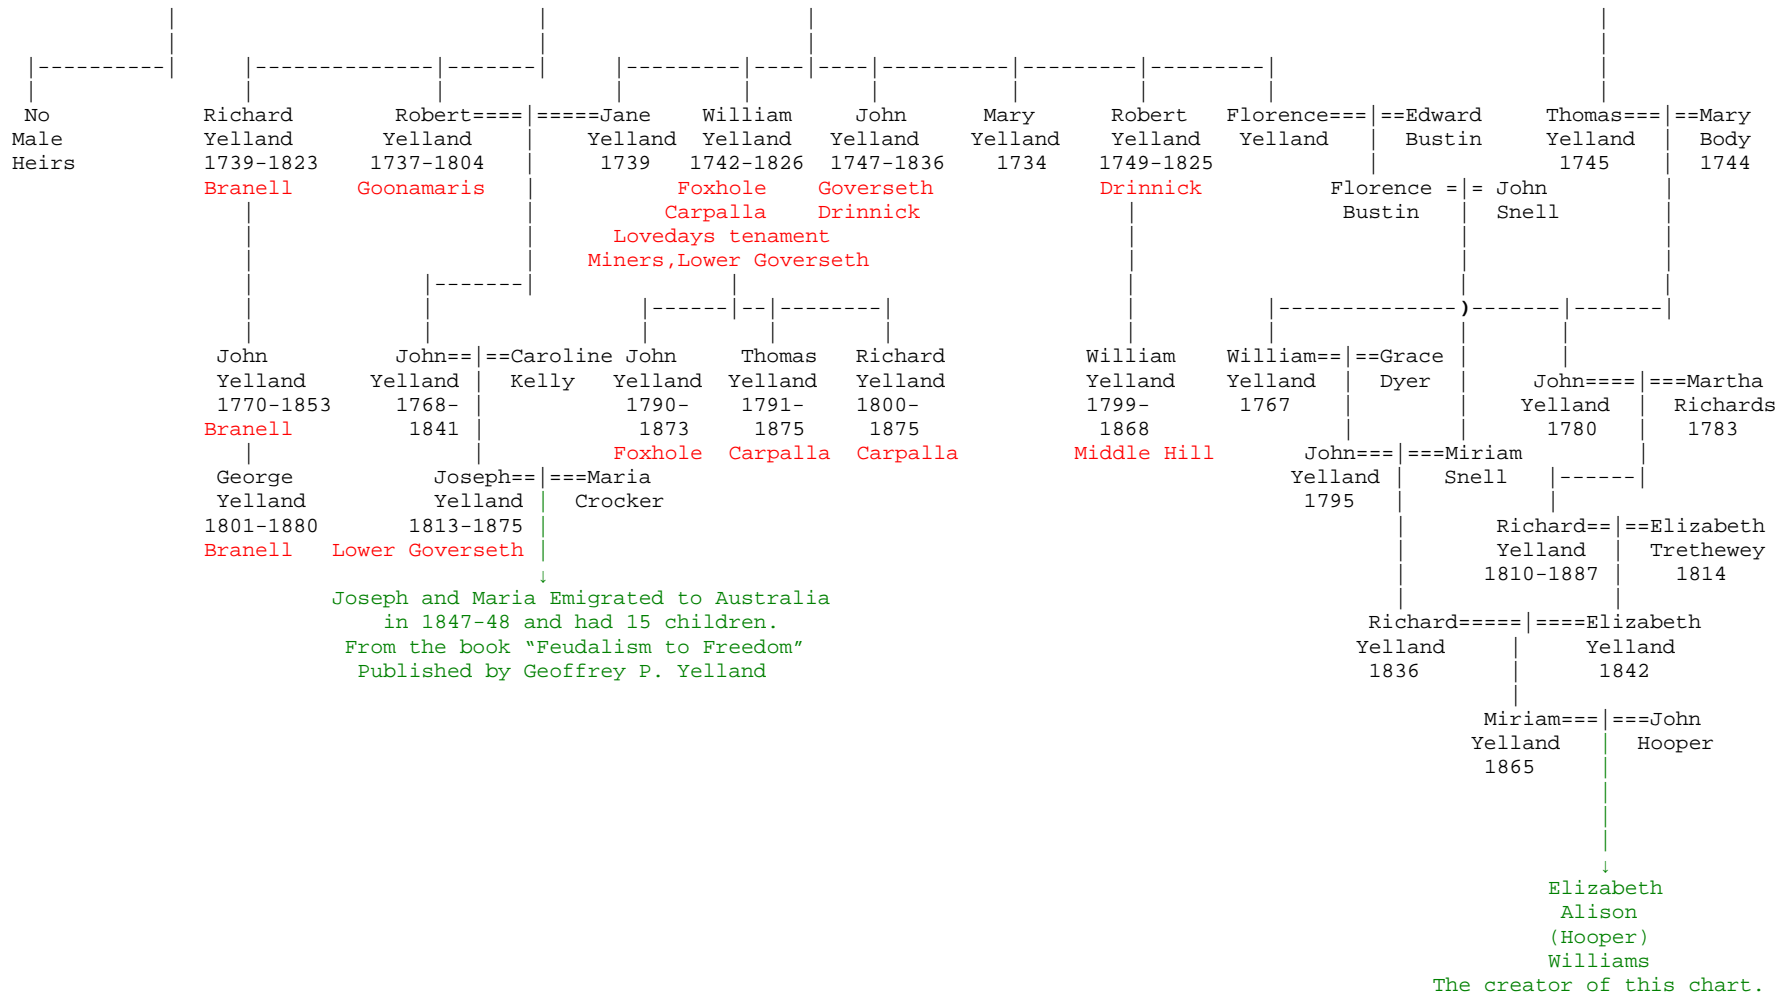 No Richard Robert====|=====Jane William John Mary Robert Florence===|==Edward Thomas===|==Mary
Male Yelland Yelland Yelland Yelland Yelland Yelland Yelland Yelland Bustin Yelland Body
Heirs 1739-1823 1737-1804 1739 1742-1826 1747-1836 1734 1749-1825 1745 1744
Branell Goonamaris Foxhole Goverseth Drinnick Florence =|= John
Carpalla Drinnick Bustin Snell
Lovedays tenament
Miners,Lower Goverseth
John John==|==Caroline John Thomas Richard William William==|==Grace
Yelland Yelland Kelly Yelland Yelland Yelland Yelland Yelland Dyer John====|===Martha
1770-1853 1768- 1790- 1791- 1800- 1799- 1767 Yelland Richards
Branell 1841 1873 1875 1875 1868 1780 1783
Foxhole Carpalla Carpalla Middle Hill John===|===Miriam
George Joseph==|===Maria Yelland Snell
Yelland Yelland Crocker 1795
1801-1880 1813-1875 Richard==|==Elizabeth
Branell Lower Goverseth Yelland Trethewey
1810-1887 1814
Joseph and Maria Emigrated to Australia
in 1847-48 and had 15 children. Richard=====|====Elizabeth
From the book “Feudalism to Freedom” Yelland Yelland
Published by Geoffrey P. Yelland 1836 1842
Miriam===|===John
Yelland Hooper
1865
Elizabeth
Alison
(Hooper)
Williams
The creator of this chart.